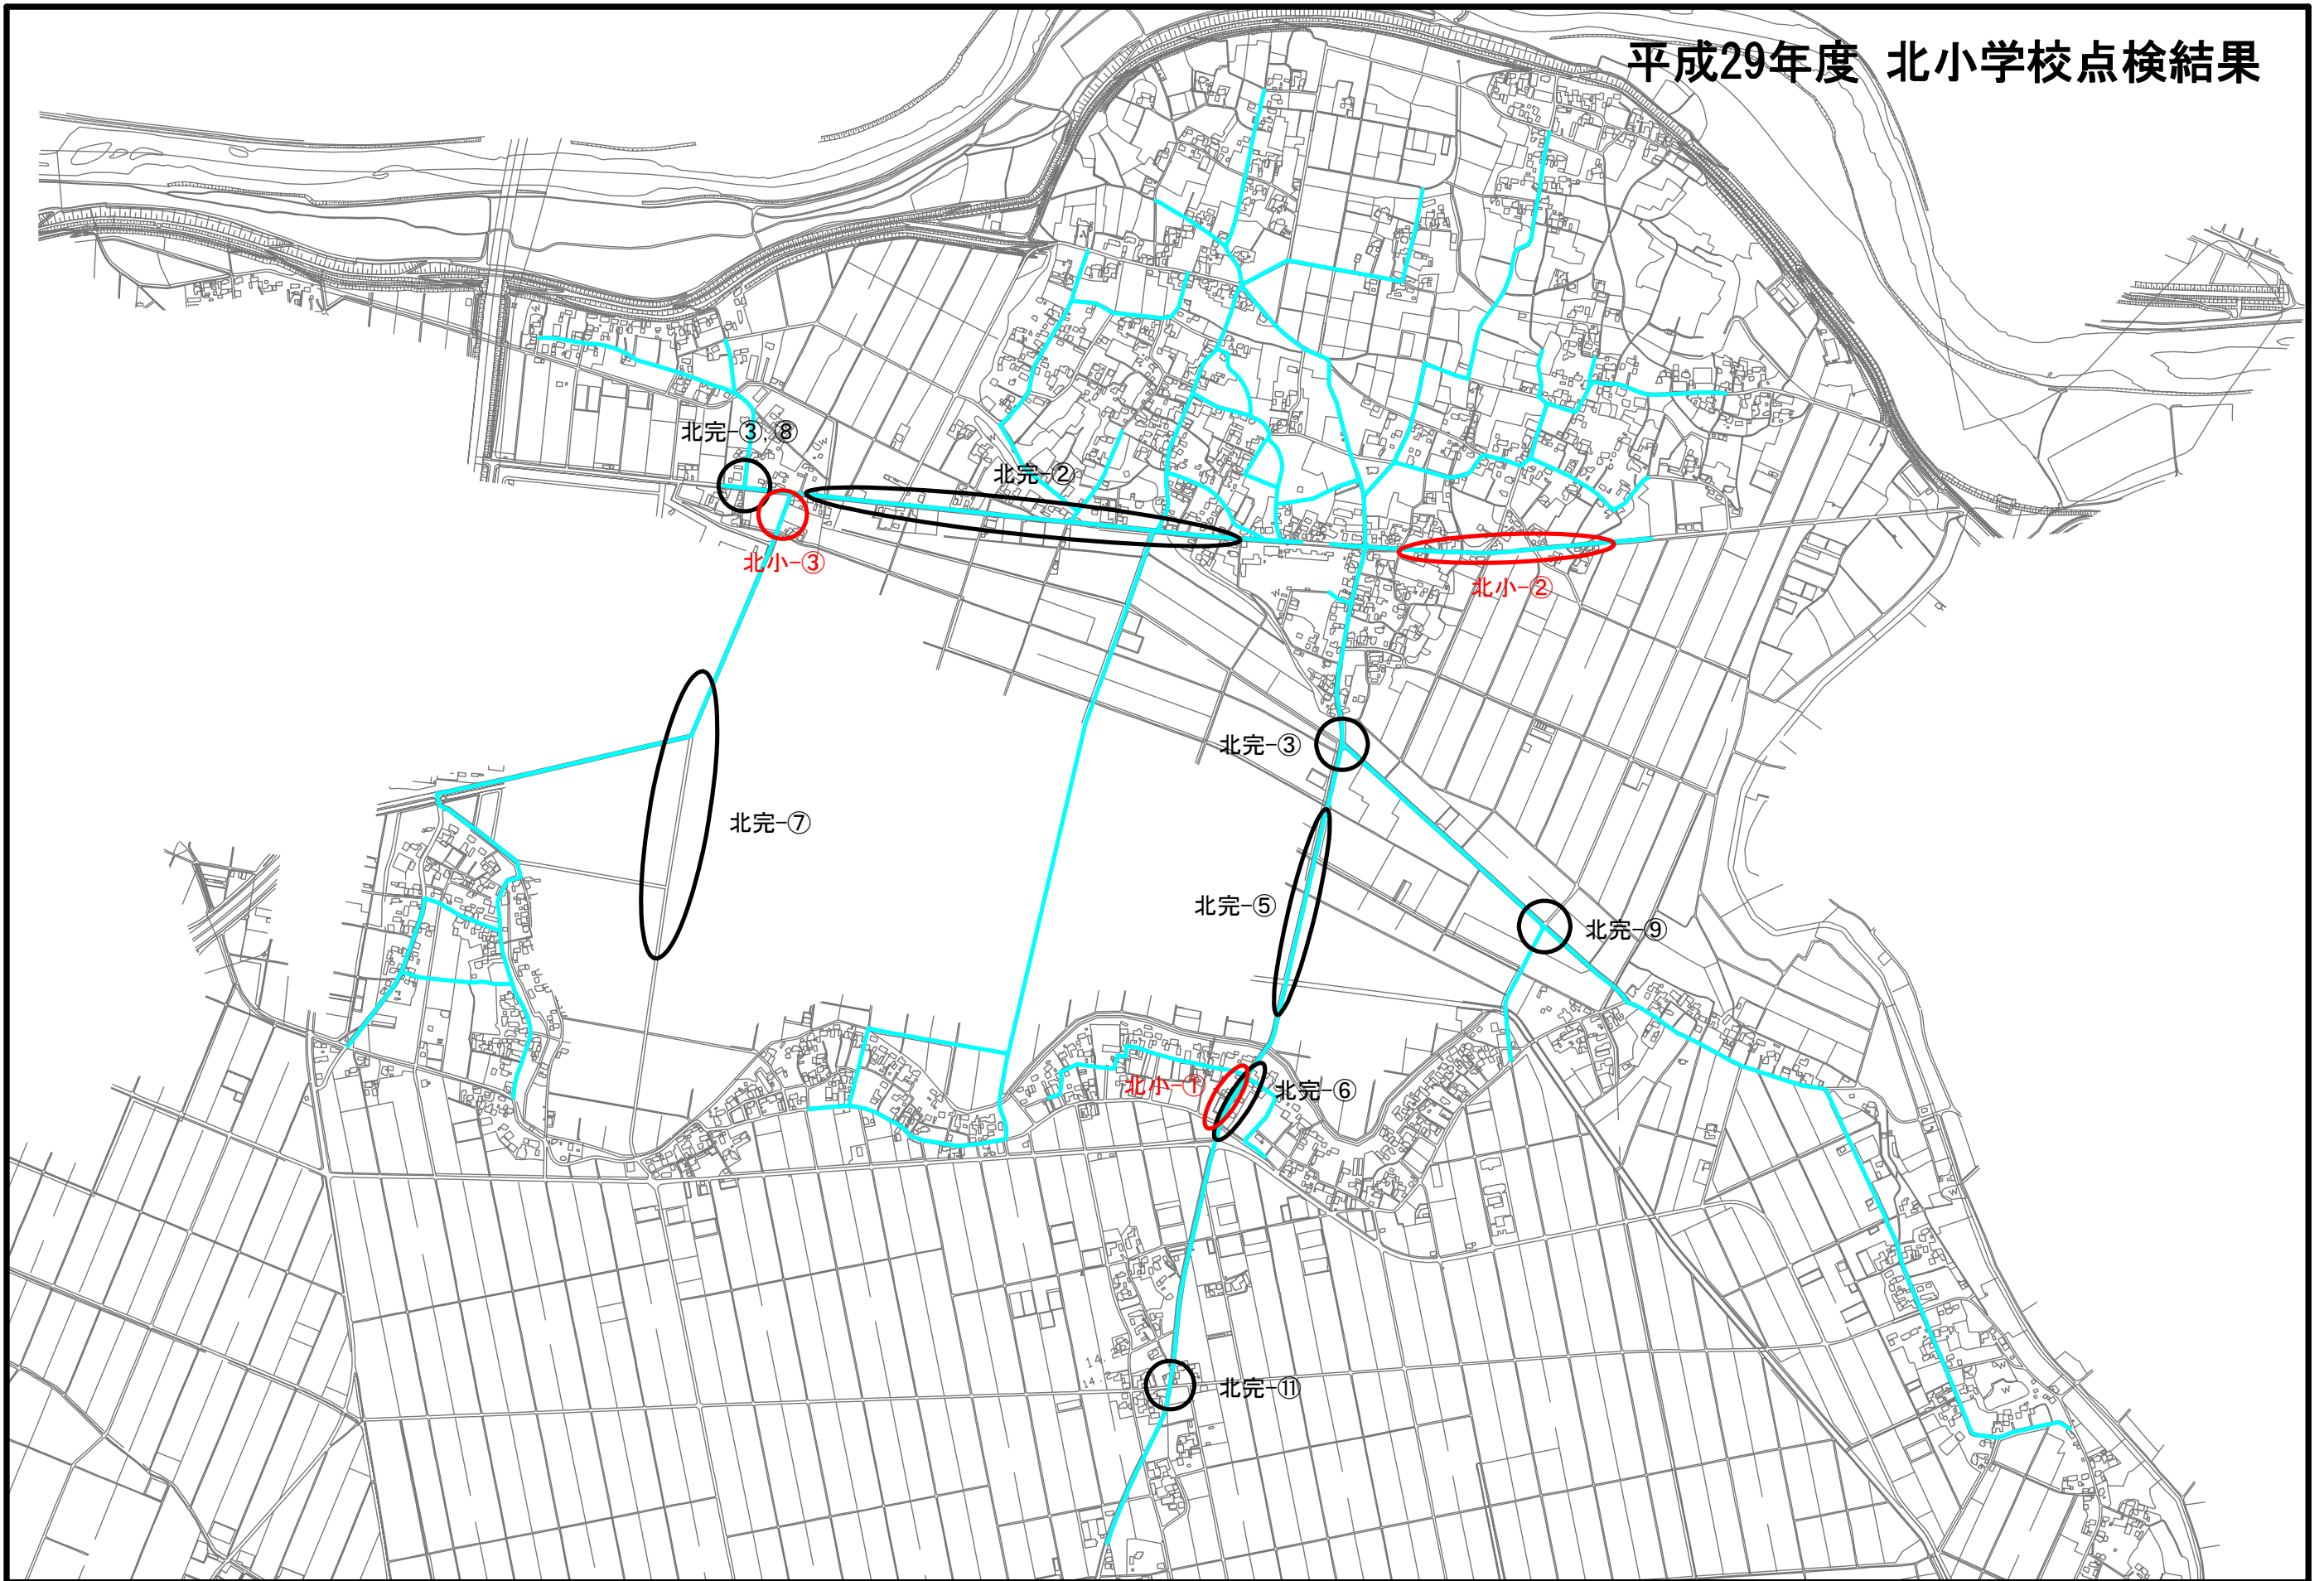 平成29年度 北小学校点検結果
北完-③, ⑧
北完-②
北小-③
北小-②
北完-③
北完-⑦
北完-⑤
北完-⑨
北小-①
北完-⑥
北完-⑪